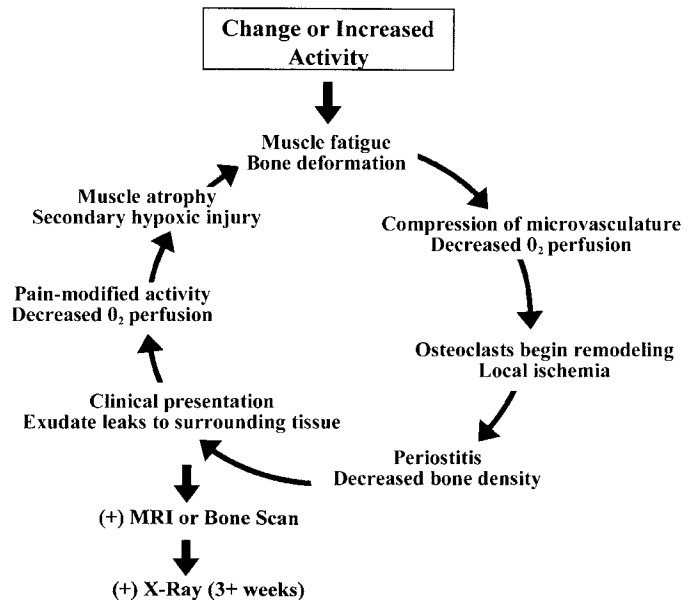 Change or Increased
Activity
Muscle fatigue
Bone deformation
Compression of microvasculature
Decreased 0₂ perfusion
Osteoclasts begin remodeling
Local ischemia
Periostitis
Decreased bone density
Clinical presentation
Exudate leaks to surrounding tissue
Pain-modified activity
Decreased 0₂ perfusion
Muscle atrophy
Secondary hypoxic injury
(+) MRI or Bone Scan
(+) X-Ray (3+ weeks)